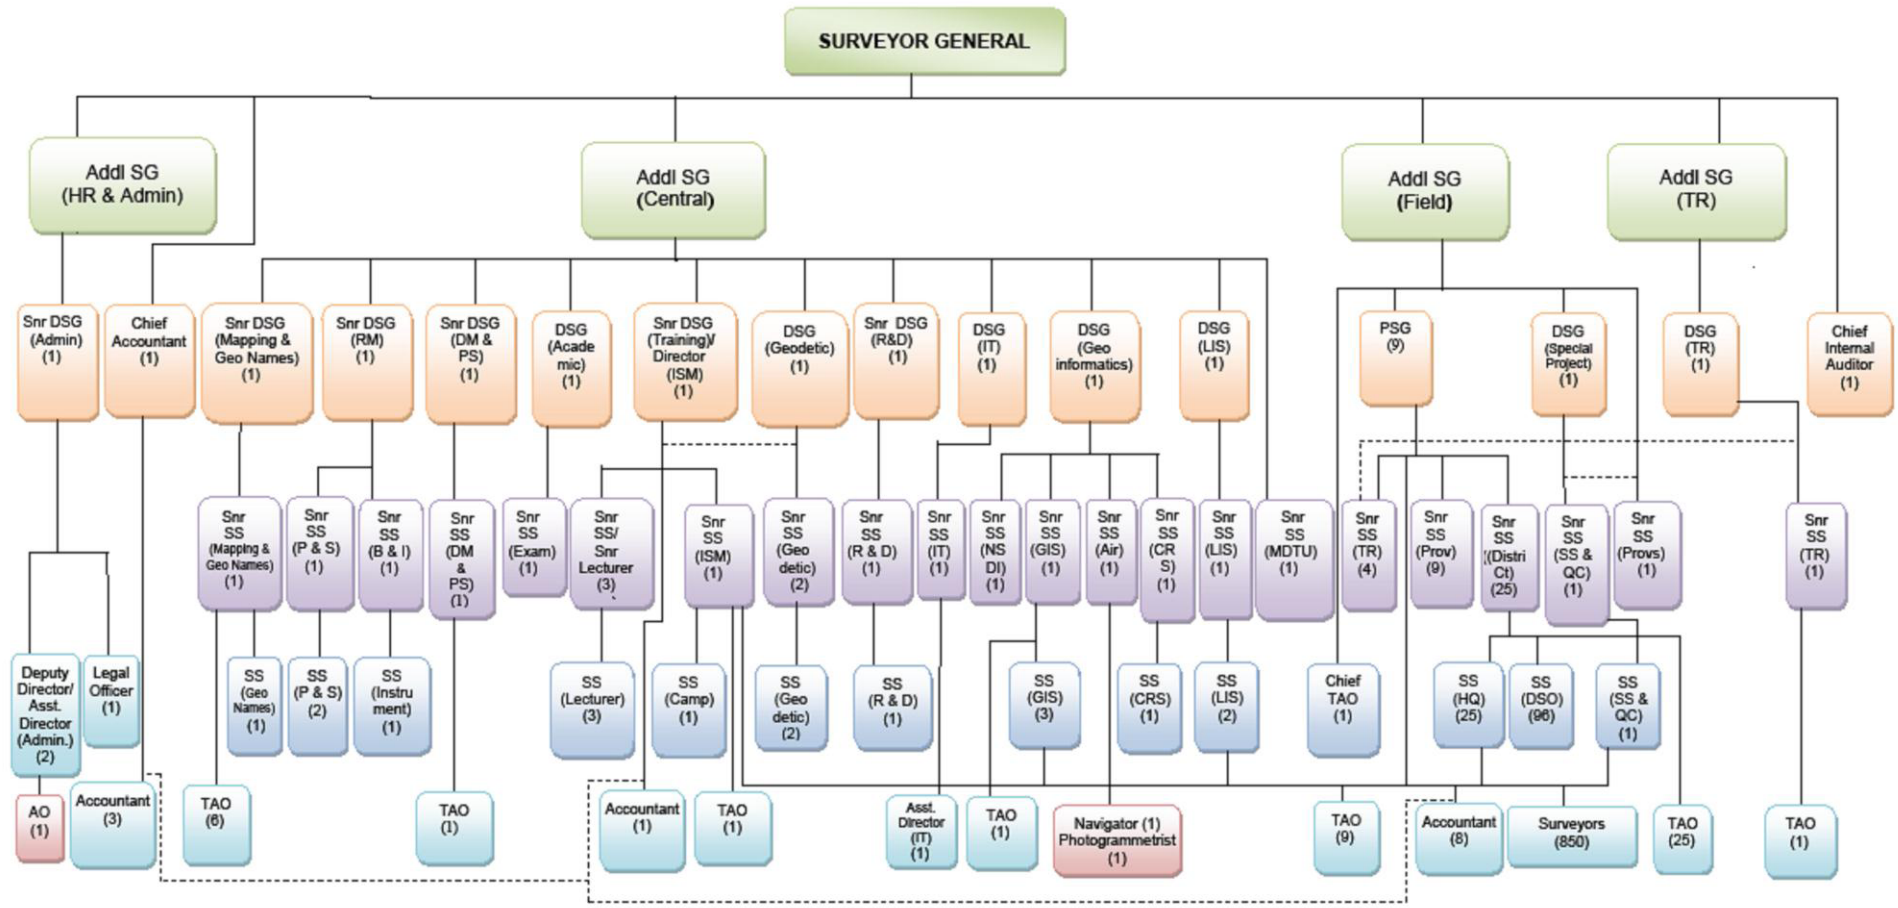 SURVEYOR GENERAL
Addl SG
(HR & Admin)
Addl SG
(Central)
Addl SG
(Field)
Addl SG
(TR)
Snr DSG
(Admin)
(1)
Chief
Accountant
(1)
Snr DSG
(Mapping &
Geo Names)
(1)
Snr DSG
(RM)
(1)
Snr DSG
(DM &
PS)
(1)
DSG
(Acade
mic)
(1)
Snr DSG
(Training)/
Director
(ISM)
(1)
DSG
(Geodetic)
(1)
Snr DSG
(R&D)
(1)
DSG
(IT)
(1)
DSG
(Geo
informatics)
(1)
DSG
(LIS)
(1)
PSG
(9)
DSG
(Special
Project)
(1)
DSG
(TR)
(1)
Chief
Internal
Auditor
(1)
Snr
SS
(Mapping &
Geo Names)
(1)
Snr
SS
(P & S)
(1)
Snr
SS
(B & I)
(1)
Snr
SS
(DM
&
PS)
(1)
Snr
SS
(Exam)
(1)
Snr
SS/
Snr
Lecturer
(3)
Snr
SS
(ISM)
(1)
Snr
SS
(Geo
detic)
(2)
Snr
SS
(R & D)
(1)
Snr
SS
(IT)
(1)
Snr
SS
(NS
DI)
(1)
Snr
SS
(GIS)
(1)
Snr
SS
(Air)
(1)
Snr
SS
(CR
S)
(1)
Snr
SS
(LIS)
(1)
Snr
SS
(MDTU)
(1)
Snr
SS
(TR)
(4)
Snr
SS
(Prov)
(9)
Snr
SS
((Distri
Ct)
(25)
Snr
SS
(SS &
QC)
(1)
Snr
SS
(Provs)
(1)
Snr
SS
(TR)
(1)
Deputy
Director/
Asst.
Director
(Admin.)
(2)
Legal
Officer
(1)
SS
(Geo
Names)
(1)
SS
(P & S)
(2)
SS
(Instru
ment)
(1)
SS
(Lecturer)
(3)
SS
(Camp)
(1)
SS
(Geo
detic)
(2)
SS
(R & D)
(1)
SS
(GIS)
(3)
SS
(CRS)
(1)
SS
(LIS)
(2)
Chief
TAO
(1)
SS
(HQ)
(25)
SS
(DSO)
(96)
SS
(SS &
QC)
(1)
AO
(1)
Accountant
(3)
TAO
(6)
TAO
(1)
Accountant
(1)
TAO
(1)
Asst.
Director
(IT)
(1)
TAO
(1)
Navigator (1)
Photogrammetrist
(1)
TAO
(9)
Accountant
(8)
Surveyors
(850)
TAO
(25)
TAO
(1)